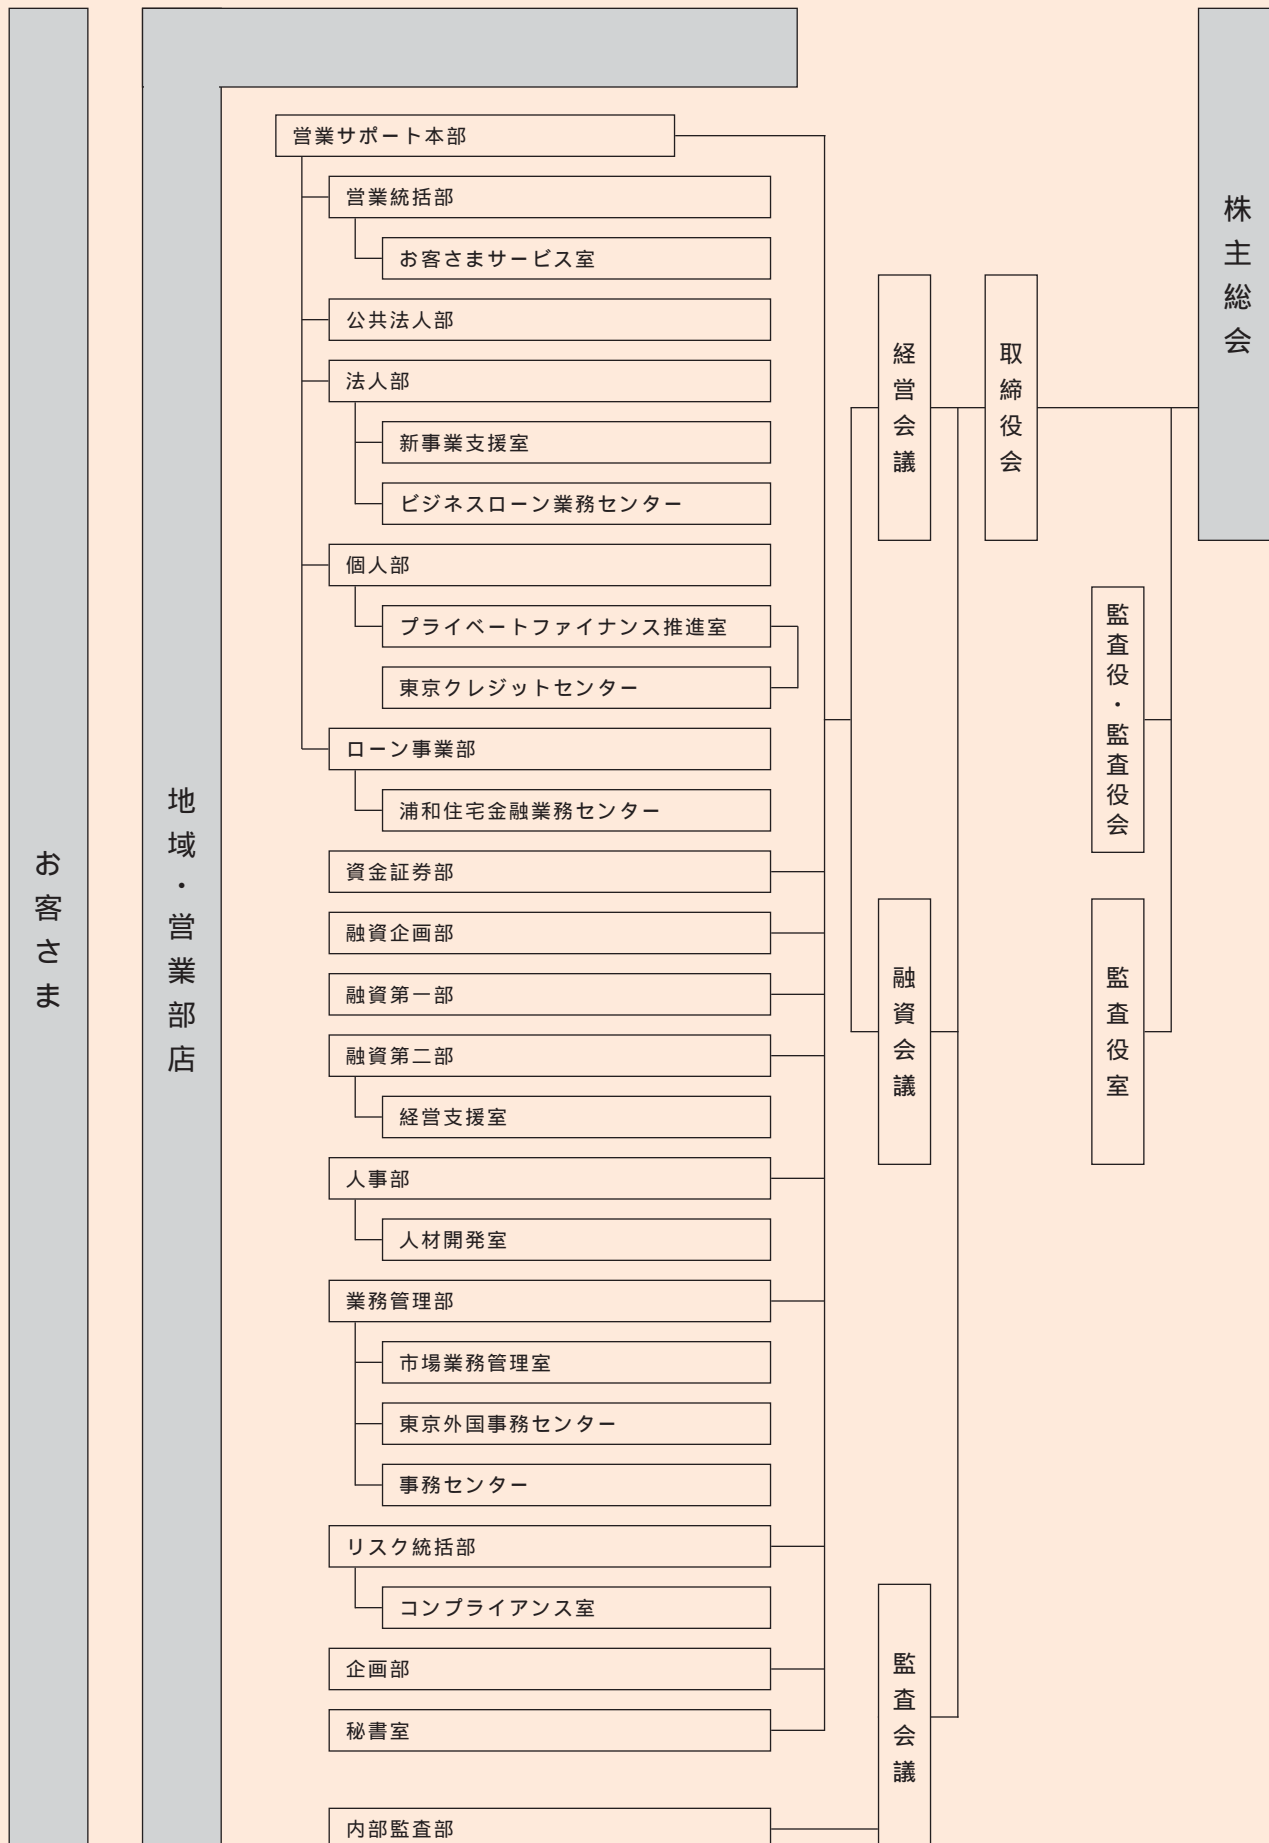 お客さま
地域・営業部店
営業サポート本部
営業統括部
お客さまサービス室
公共法人部
法人部
新事業支援室
ビジネスローン業務センター
個人部
プライベートファイナンス推進室
東京クレジットセンター
ローン事業部
浦和住宅金融業務センター
資金証券部
融資企画部
融資第一部
融資第二部
経営支援室
人事部
人材開発室
業務管理部
市場業務管理室
東京外国事務センター
事務センター
リスク統括部
コンプライアンス室
企画部
秘書室
内部監査部
経営会議
融資会議
監査会議
取締役会
監査役・監査役会
監査役室
株主総会